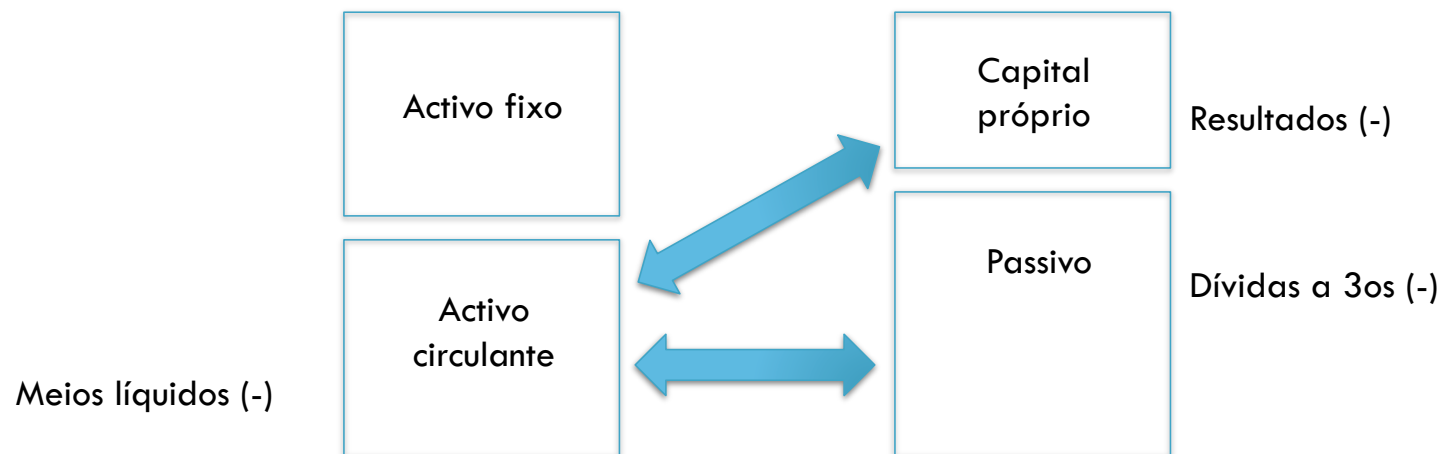 Activo fixo
Capital
próprio
Resultados (-)
Activo
circulante
Passivo
Dívidas a 3os (-)
Meios líquidos (-)